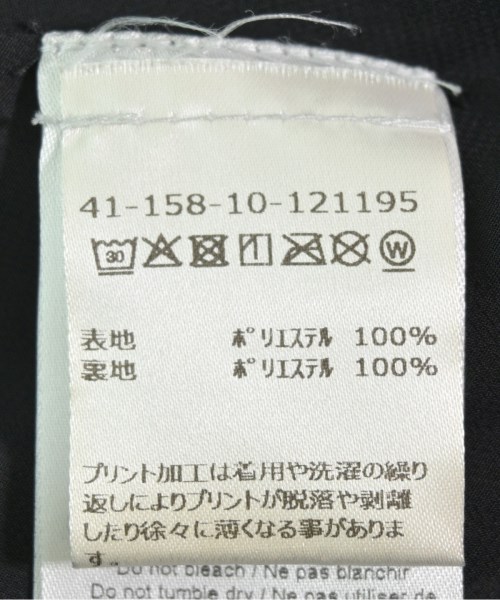 41-158-10-121195
30 W
表地 ポリエステル 100%
裏地 ポリエステル 100%
プリント加工は着用や洗濯の繰り
返しによりプリントが脱落や剥離
したり徐々に薄くなる事がありま
す。
Do not bleach / Ne pas blanchir
Do not tumble dry / Ne pas utiliser de